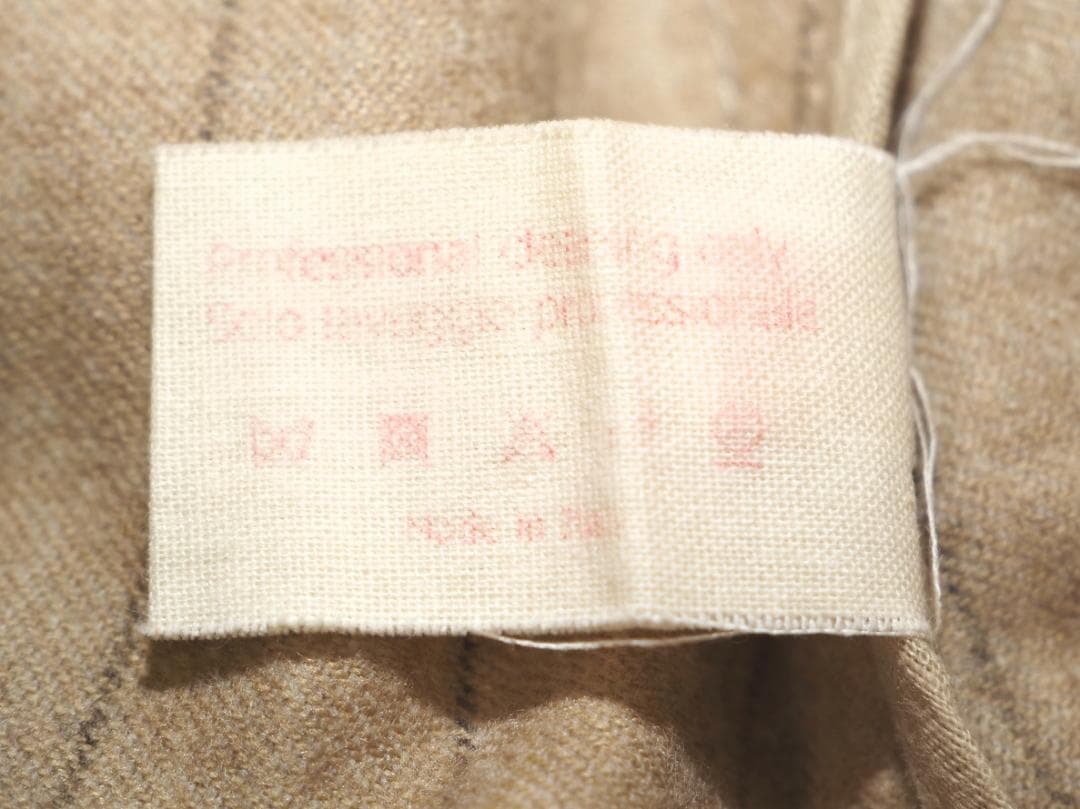 Professional cleaning only
Solo lavaggio professionale
Made in Italy